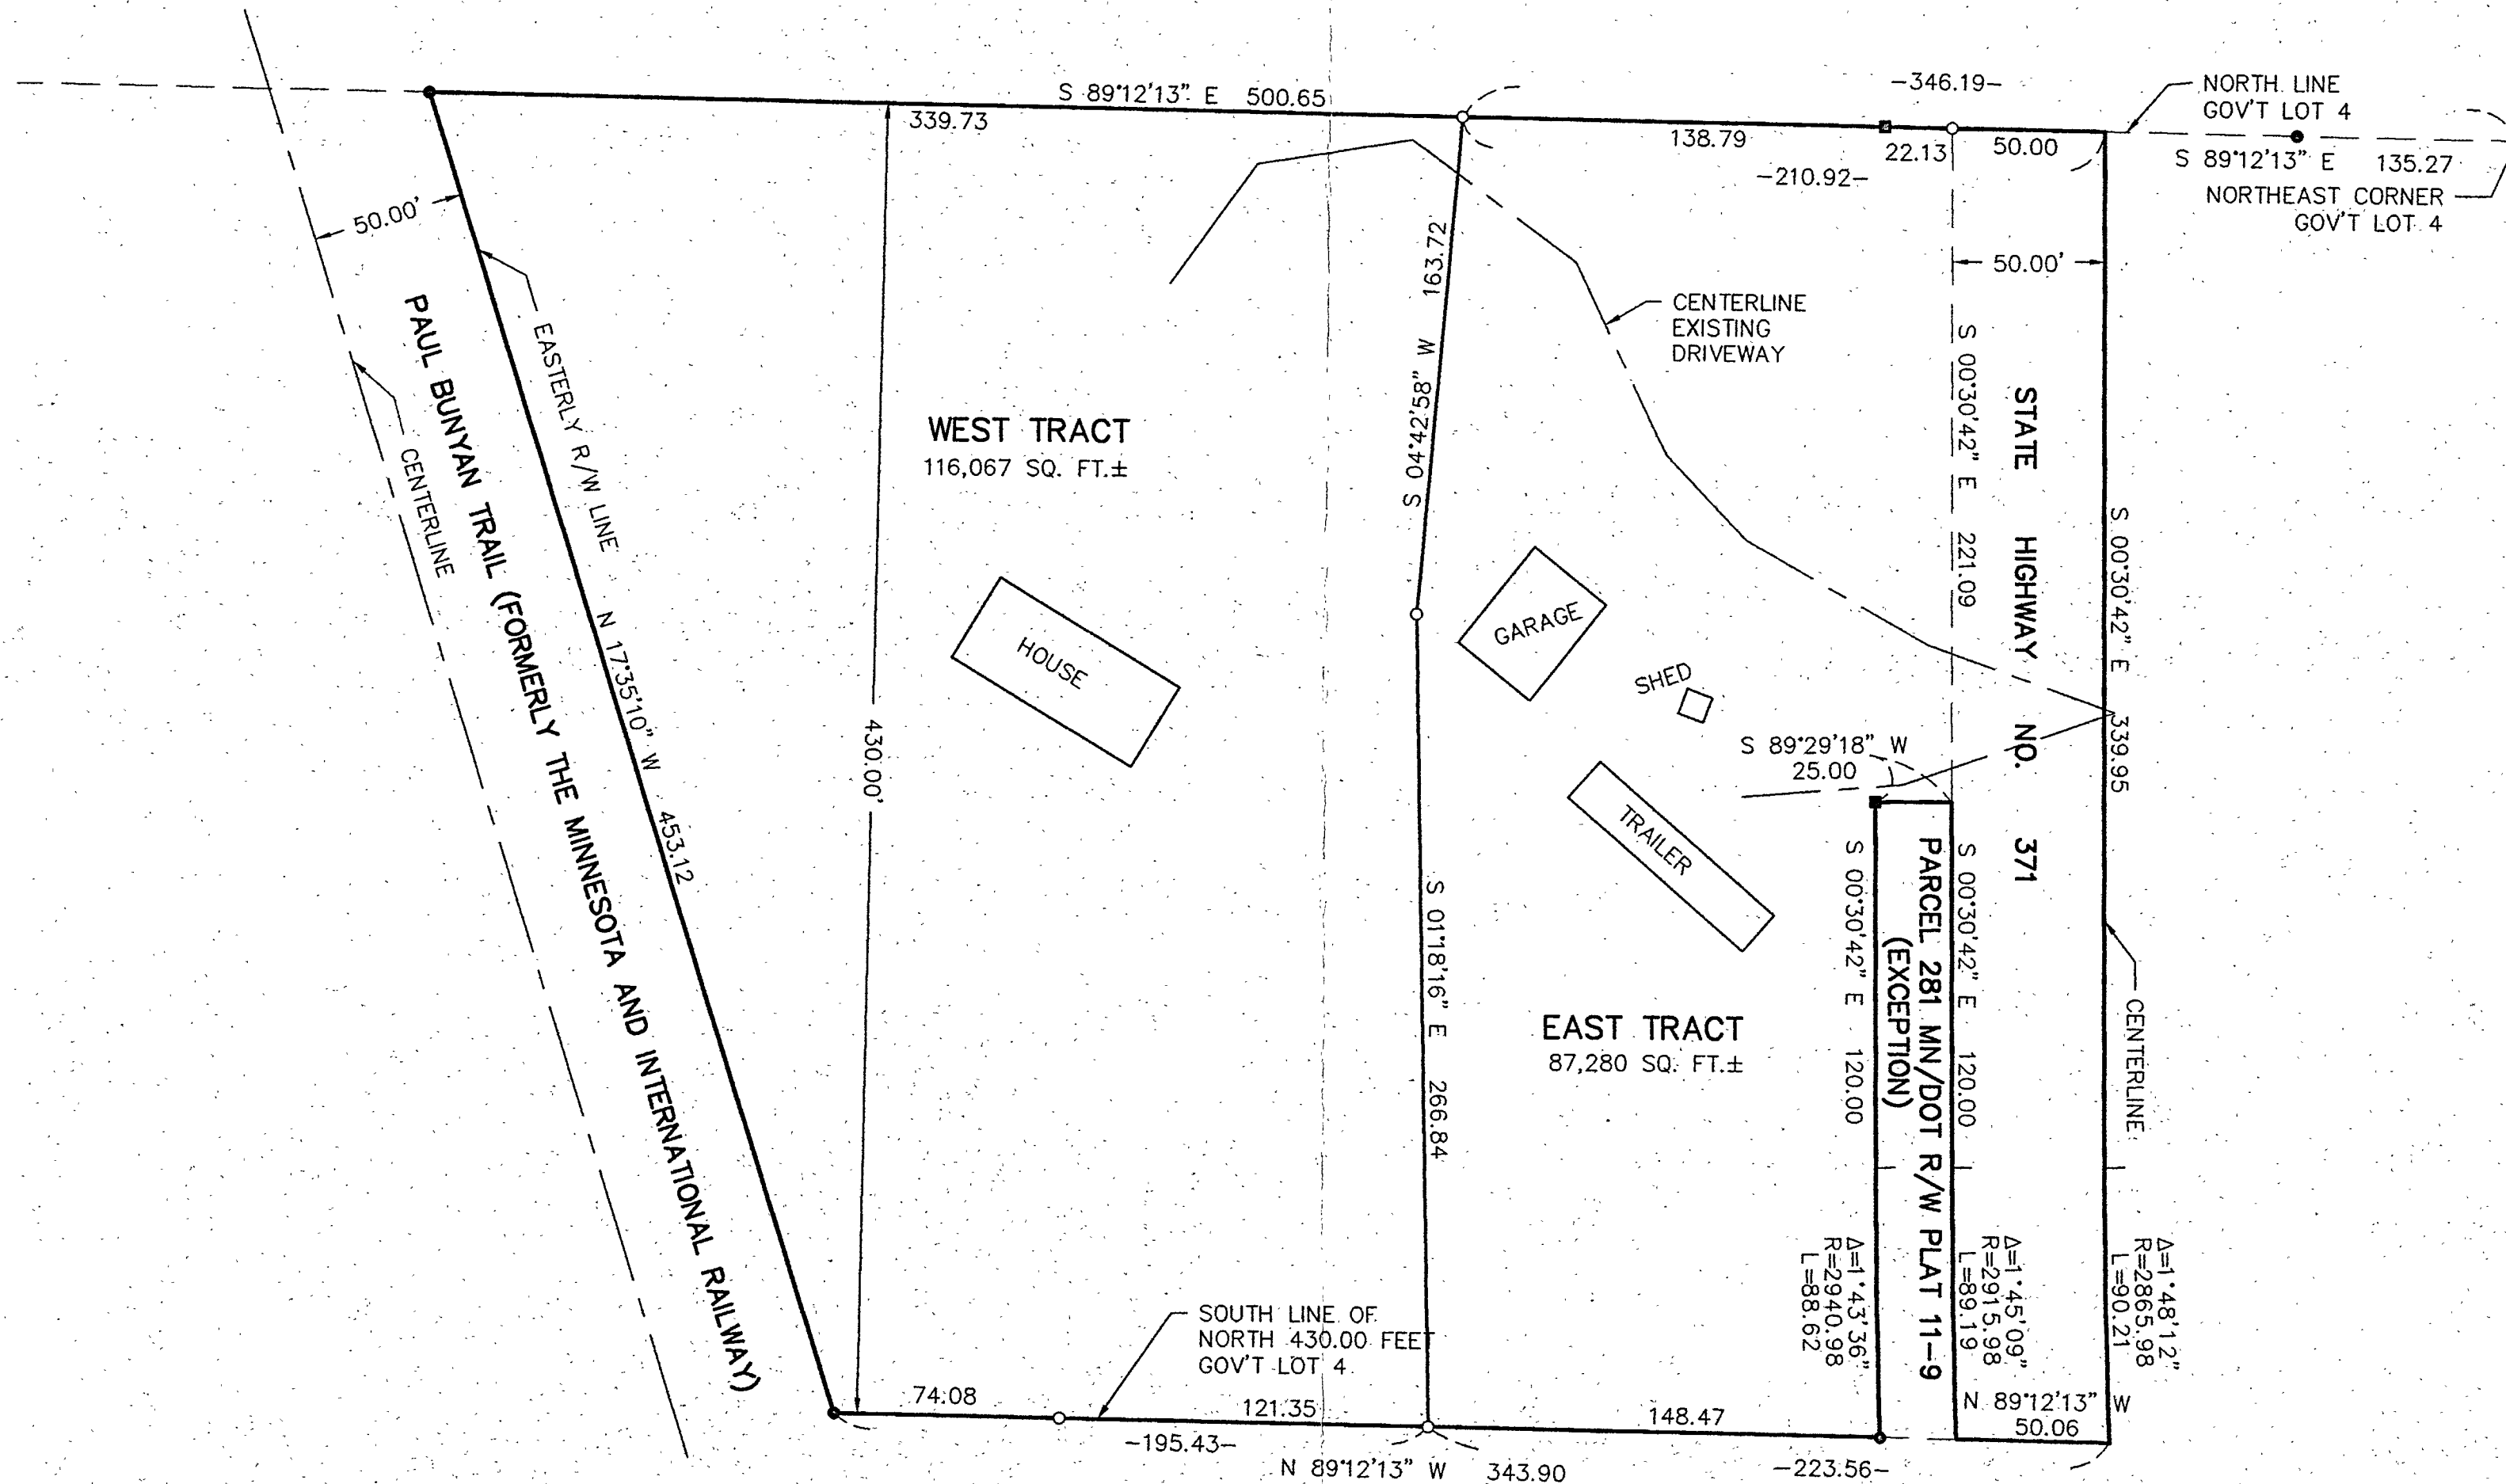 -346.19-
NORTH LINE
GOV'T LOT 4
S 89°12'13" E 500.65
339.73
138.79
22.13
50.00
-210.92-
S 89°12'13" E 135.27
NORTHEAST CORNER
GOV'T LOT 4
50.00'
50.00'
163.72
S 04°42'58" W
CENTERLINE
EXISTING
DRIVEWAY
S 00°30'42" E 221.09
STATE HIGHWAY NO. 371
S 00°30'42" E 339.95
EASTERLY R/W LINE N 17°35'10" W 453.12
PAUL BUNYAN TRAIL (FORMERLY THE MINNESOTA AND INTERNATIONAL RAILWAY)
CENTERLINE
WEST TRACT
116,067 SQ. FT.±
430.00'
HOUSE
GARAGE
SHED
TRAILER
S 89°29'18" W
25.00
S 01°18'16" E 266.84
S 00°30'42" E 120.00
PARCEL 281 MN/DOT R/W PLAT 11-9
(EXCEPTION)
S 00°30'42" E 120.00
CENTERLINE
EAST TRACT
87,280 SQ. FT.±
Δ=1°43'36"
R=2940.98
L=88.62
Δ=1°45'09"
R=2915.98
L=89.19
Δ=1°48'12"
R=2865.98
L=90.21
SOUTH LINE OF
NORTH 430.00 FEET
GOV'T LOT 4
74.08
121.35
148.47
N 89°12'13" W
50.06
-195.43-
N 89°12'13" W 343.90
-223.56-